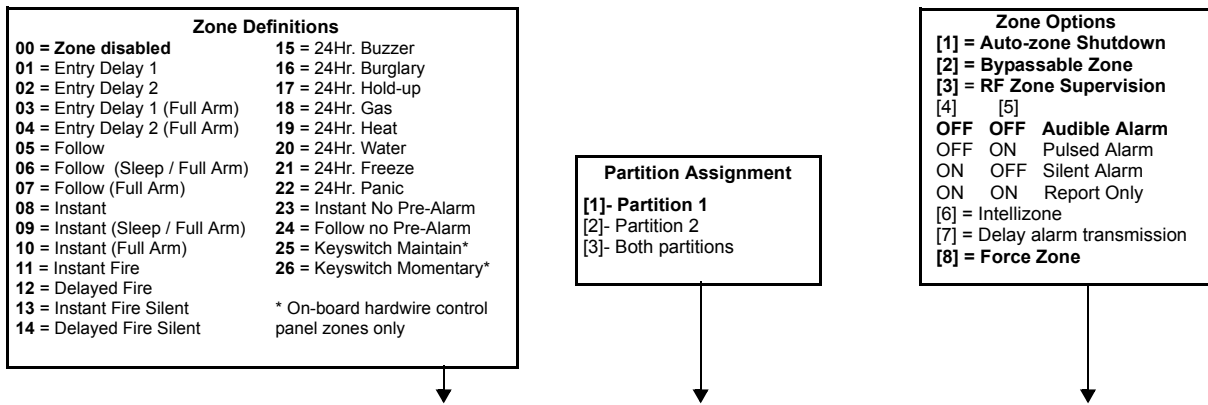 Zone Definitions
00 = Zone disabled
01 = Entry Delay 1
02 = Entry Delay 2
03 = Entry Delay 1 (Full Arm)
04 = Entry Delay 2 (Full Arm)
05 = Follow
06 = Follow (Sleep / Full Arm)
07 = Follow (Full Arm)
08 = Instant
09 = Instant (Sleep / Full Arm)
10 = Instant (Full Arm)
11 = Instant Fire
12 = Delayed Fire
13 = Instant Fire Silent
14 = Delayed Fire Silent
15 = 24Hr. Buzzer
16 = 24Hr. Burglary
17 = 24Hr. Hold-up
18 = 24Hr. Gas
19 = 24Hr. Heat
20 = 24Hr. Water
21 = 24Hr. Freeze
22 = 24Hr. Panic
23 = Instant No Pre-Alarm
24 = Follow no Pre-Alarm
25 = Keyswitch Maintain*
26 = Keyswitch Momentary*
* On-board hardwire control
panel zones only
Partition Assignment
[1]- Partition 1
[2]- Partition 2
[3]- Both partitions
Zone Options
[1] = Auto-zone Shutdown
[2] = Bypassable Zone
[3] = RF Zone Supervision
[4] [5]
OFF OFF Audible Alarm
OFF ON Pulsed Alarm
ON OFF Silent Alarm
ON ON Report Only
[6] = Intellizone
[7] = Delay alarm transmission
[8] = Force Zone